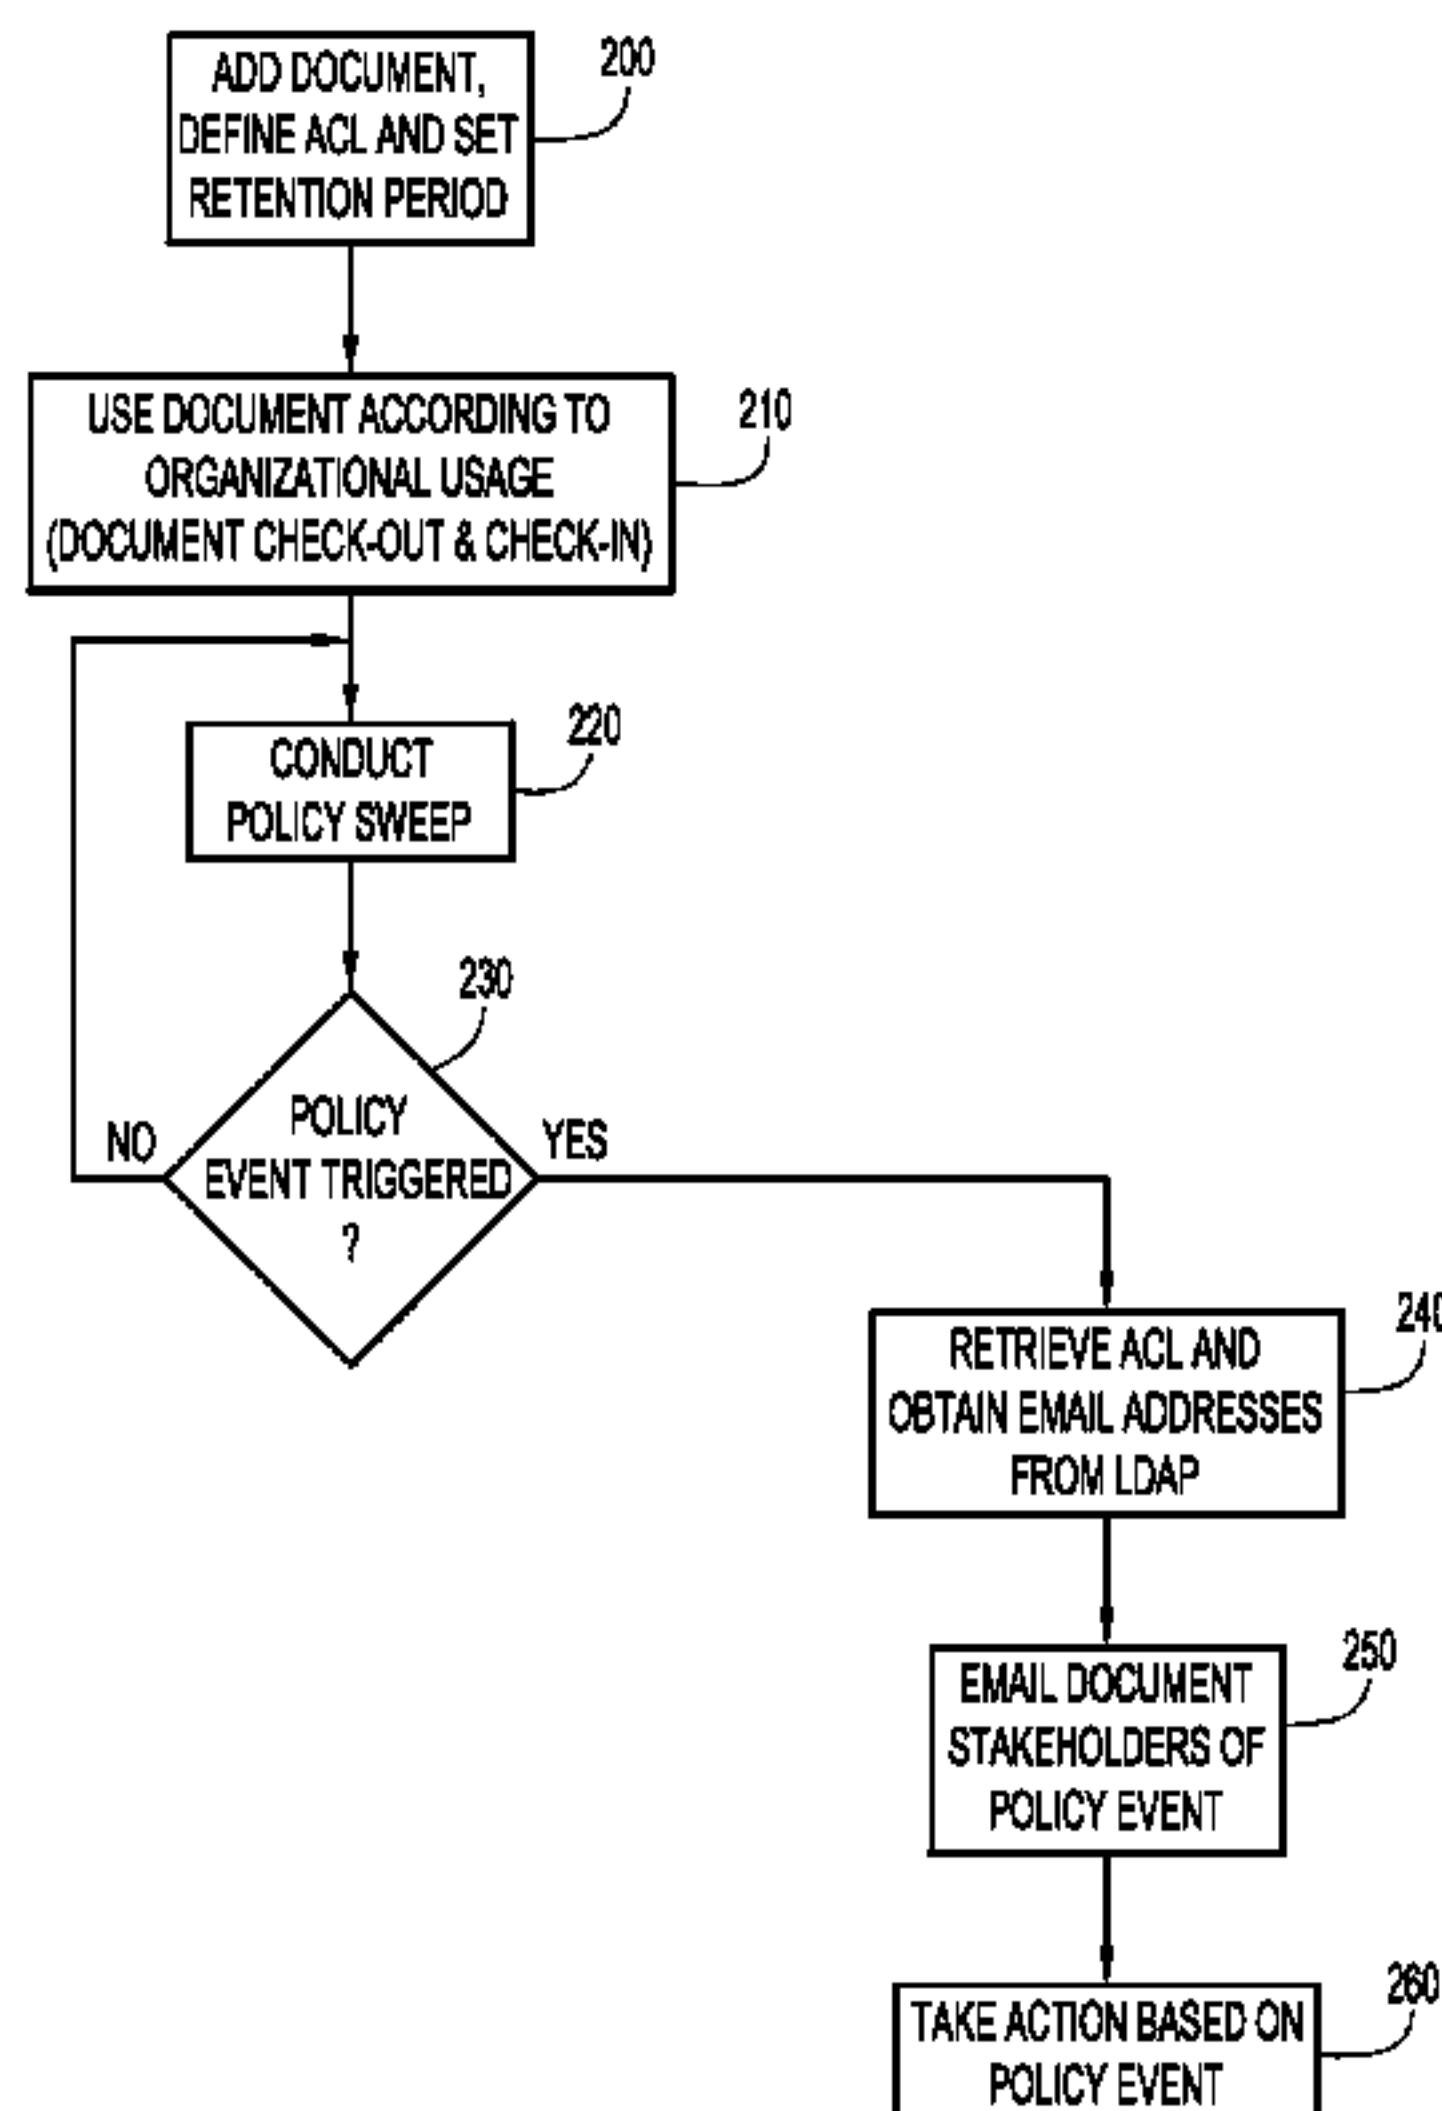 ADD DOCUMENT,
DEFINE ACL AND SET
RETENTION PERIOD
200
USE DOCUMENT ACCORDING TO
ORGANIZATIONAL USAGE
(DOCUMENT CHECK-OUT & CHECK-IN)
210
CONDUCT
POLICY SWEEP
220
230
POLICY
EVENT TRIGGERED
?
NO
YES
RETRIEVE ACL AND
OBTAIN EMAIL ADDRESSES
FROM LDAP
240
EMAIL DOCUMENT
STAKEHOLDERS OF
POLICY EVENT
250
TAKE ACTION BASED ON
POLICY EVENT
260